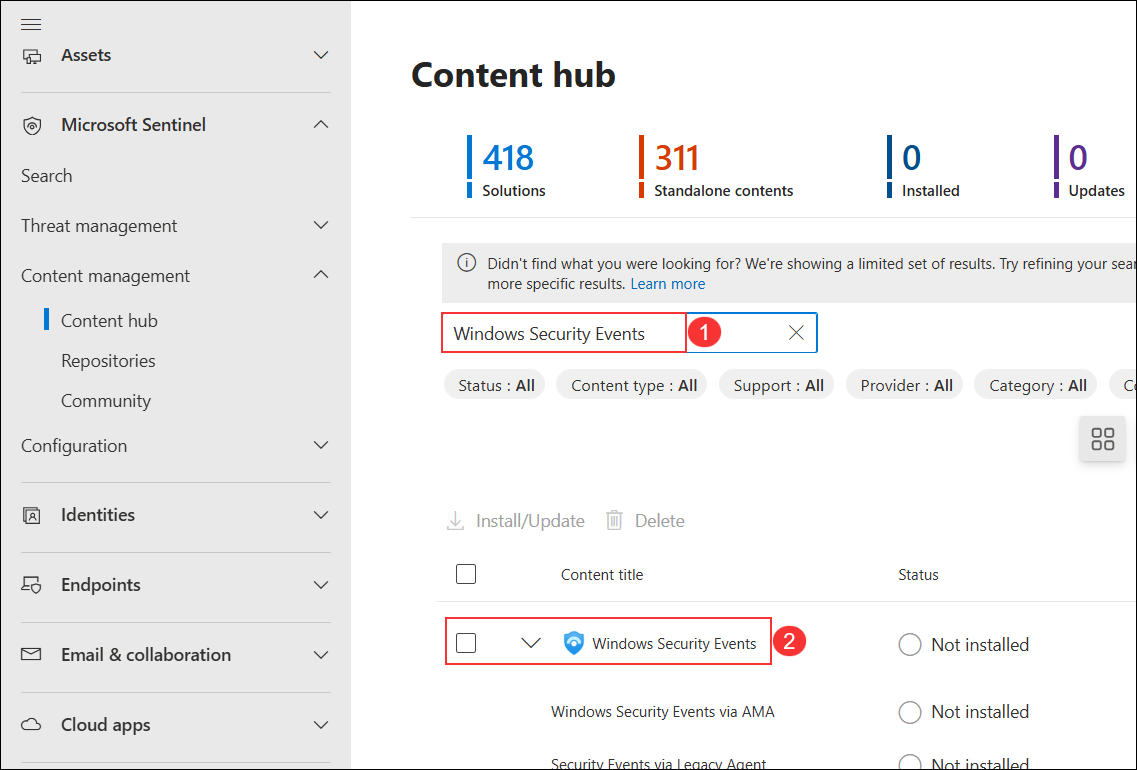 Assets
Microsoft Sentinel
Search
Threat management
Content management
Content hub
Repositories
Community
Configuration
Identities
Endpoints
Email & collaboration
Cloud apps
Content hub
418
Solutions
311
Standalone contents
0
Installed
0
Updates
Didn't find what you were looking for? We're showing a limited set of results. Try refining your sear
more specific results. Learn more
Windows Security Events
1
Status : All
Content type : All
Support : All
Provider : All
Category : All
Co
Install/Update
Delete
Content title
Status
Windows Security Events
2
Not installed
Windows Security Events via AMA
Not installed
Security Events via Legacy Agent
Not installed